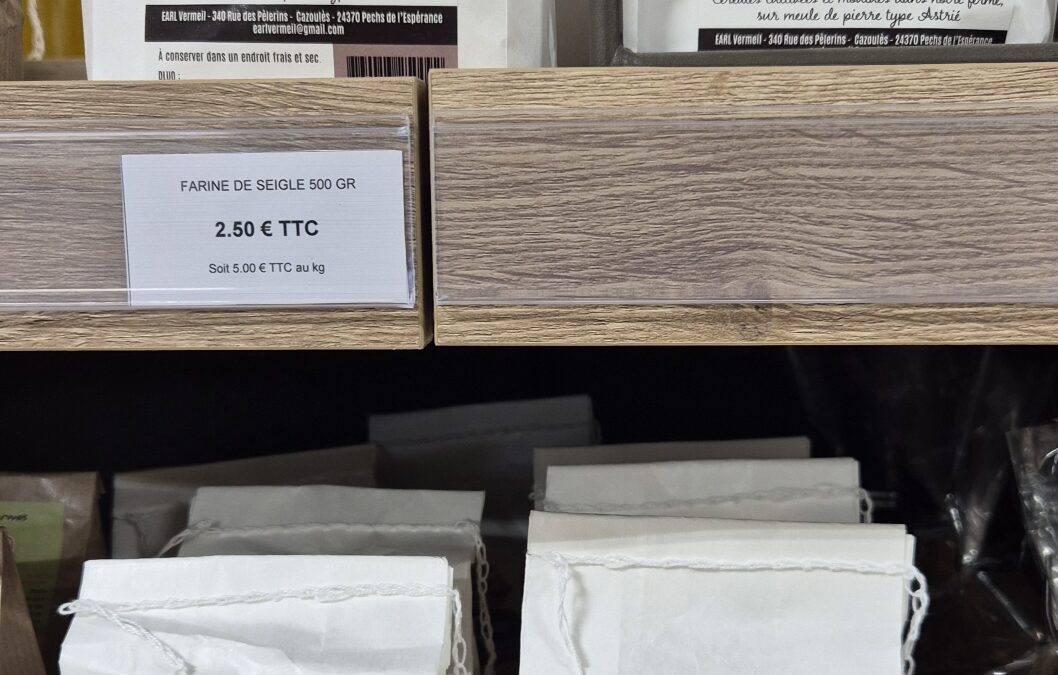 EARL Vermeil - 340 Rue des Pèlerins - Cazoulès - 24370 Pechs de l'Espérance
earlvermeil@gmail.com
À conserver dans un endroit frais et sec.
DLUO :
sur meule de pierre type Astrié
EARL Vermeil - 340 Rue des Pèlerins - Cazoulès - 24370 Pechs de l'Espérance
FARINE DE SEIGLE 500 GR
2.50 € TTC
Soit 5.00 € TTC au kg